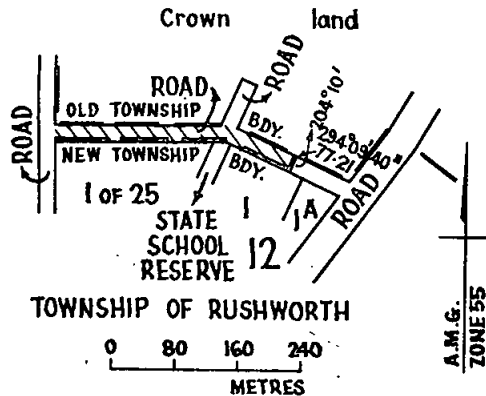 Crown land
ROAD
ROAD
204°10'
OLD TOWNSHIP
BDY.
294°09'40"
77·21
ROAD
NEW TOWNSHIP
BDY.
ROAD
1 OF 25
1
1A
STATE
SCHOOL
RESERVE
12
TOWNSHIP OF RUSHWORTH
A.M.G.
ZONE 55
0 80 160 240
METRES